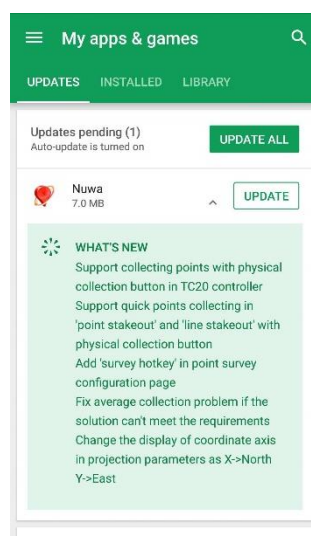 My apps & games
UPDATES INSTALLED LIBRARY
Updates pending (1)
Auto-update is turned on
UPDATE ALL
Nuwa
7.0 MB
UPDATE
WHAT'S NEW
Support collecting points with physical
collection button in TC20 controller
Support quick points collecting in
'point stakeout' and 'line stakeout' with
physical collection button
Add 'survey hotkey' in point survey
configuration page
Fix average collection problem if the
solution can't meet the requirements
Change the display of coordinate axis
in projection parameters as X->North
Y->East